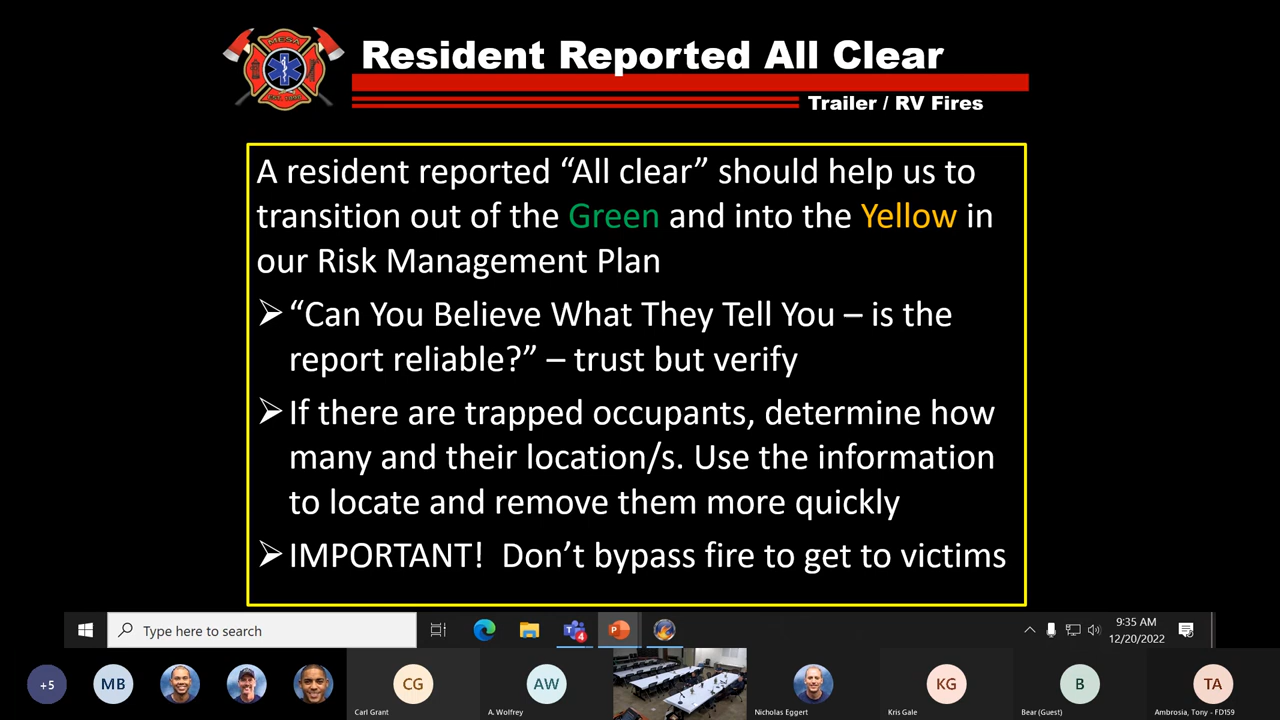 MESA
EST. 1898
Resident Reported All Clear
Trailer / RV Fires
A resident reported “All clear” should help us to
transition out of the Green and into the Yellow in
our Risk Management Plan
“Can You Believe What They Tell You – is the
report reliable?” – trust but verify
If there are trapped occupants, determine how
many and their location/s. Use the information
to locate and remove them more quickly
IMPORTANT!  Don’t bypass fire to get to victims
Type here to search
4
9:35 AM
12/20/2022
+5
MB
CG
AW
KG
B
TA
Carl Grant
A. Wolfrey
Nicholas Eggert
Kris Gale
Bear (Guest)
Ambrosia, Tony - FD159